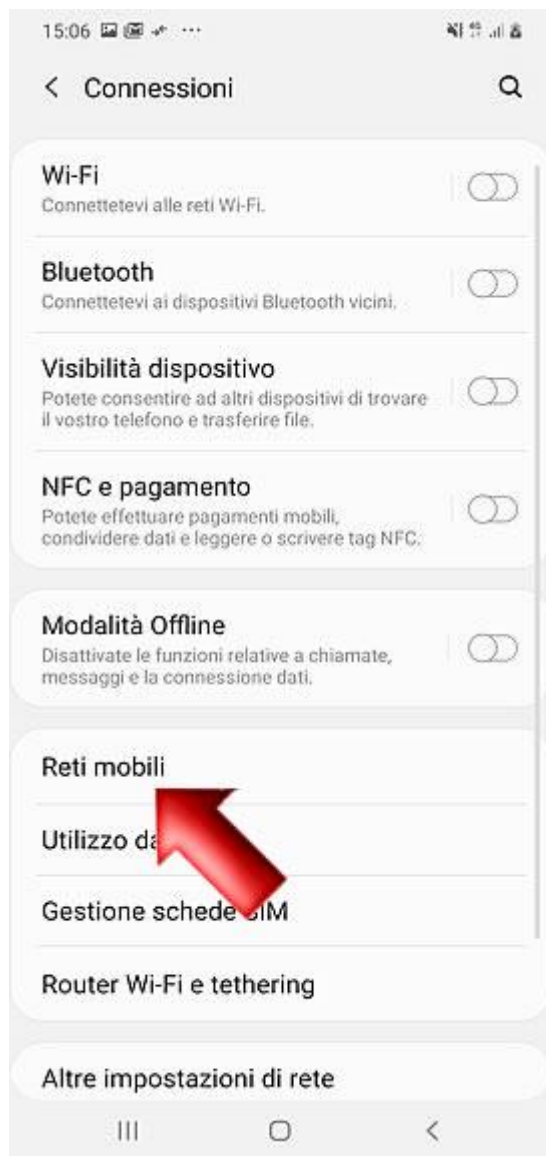 15:06
Connessioni
Wi-Fi
Connettetevi alle reti Wi-Fi.
Bluetooth
Connettetevi ai dispositivi Bluetooth vicini.
Visibilità dispositivo
Potete consentire ad altri dispositivi di trovare
il vostro telefono e trasferire file.
NFC e pagamento
Potete effettuare pagamenti mobili,
condividere dati e leggere o scrivere tag NFC.
Modalità Offline
Disattivate le funzioni relative a chiamate,
messaggi e la connessione dati.
Reti mobili
Utilizzo
Gestione schede SIM
Router Wi-Fi e tethering
Altre impostazioni di rete